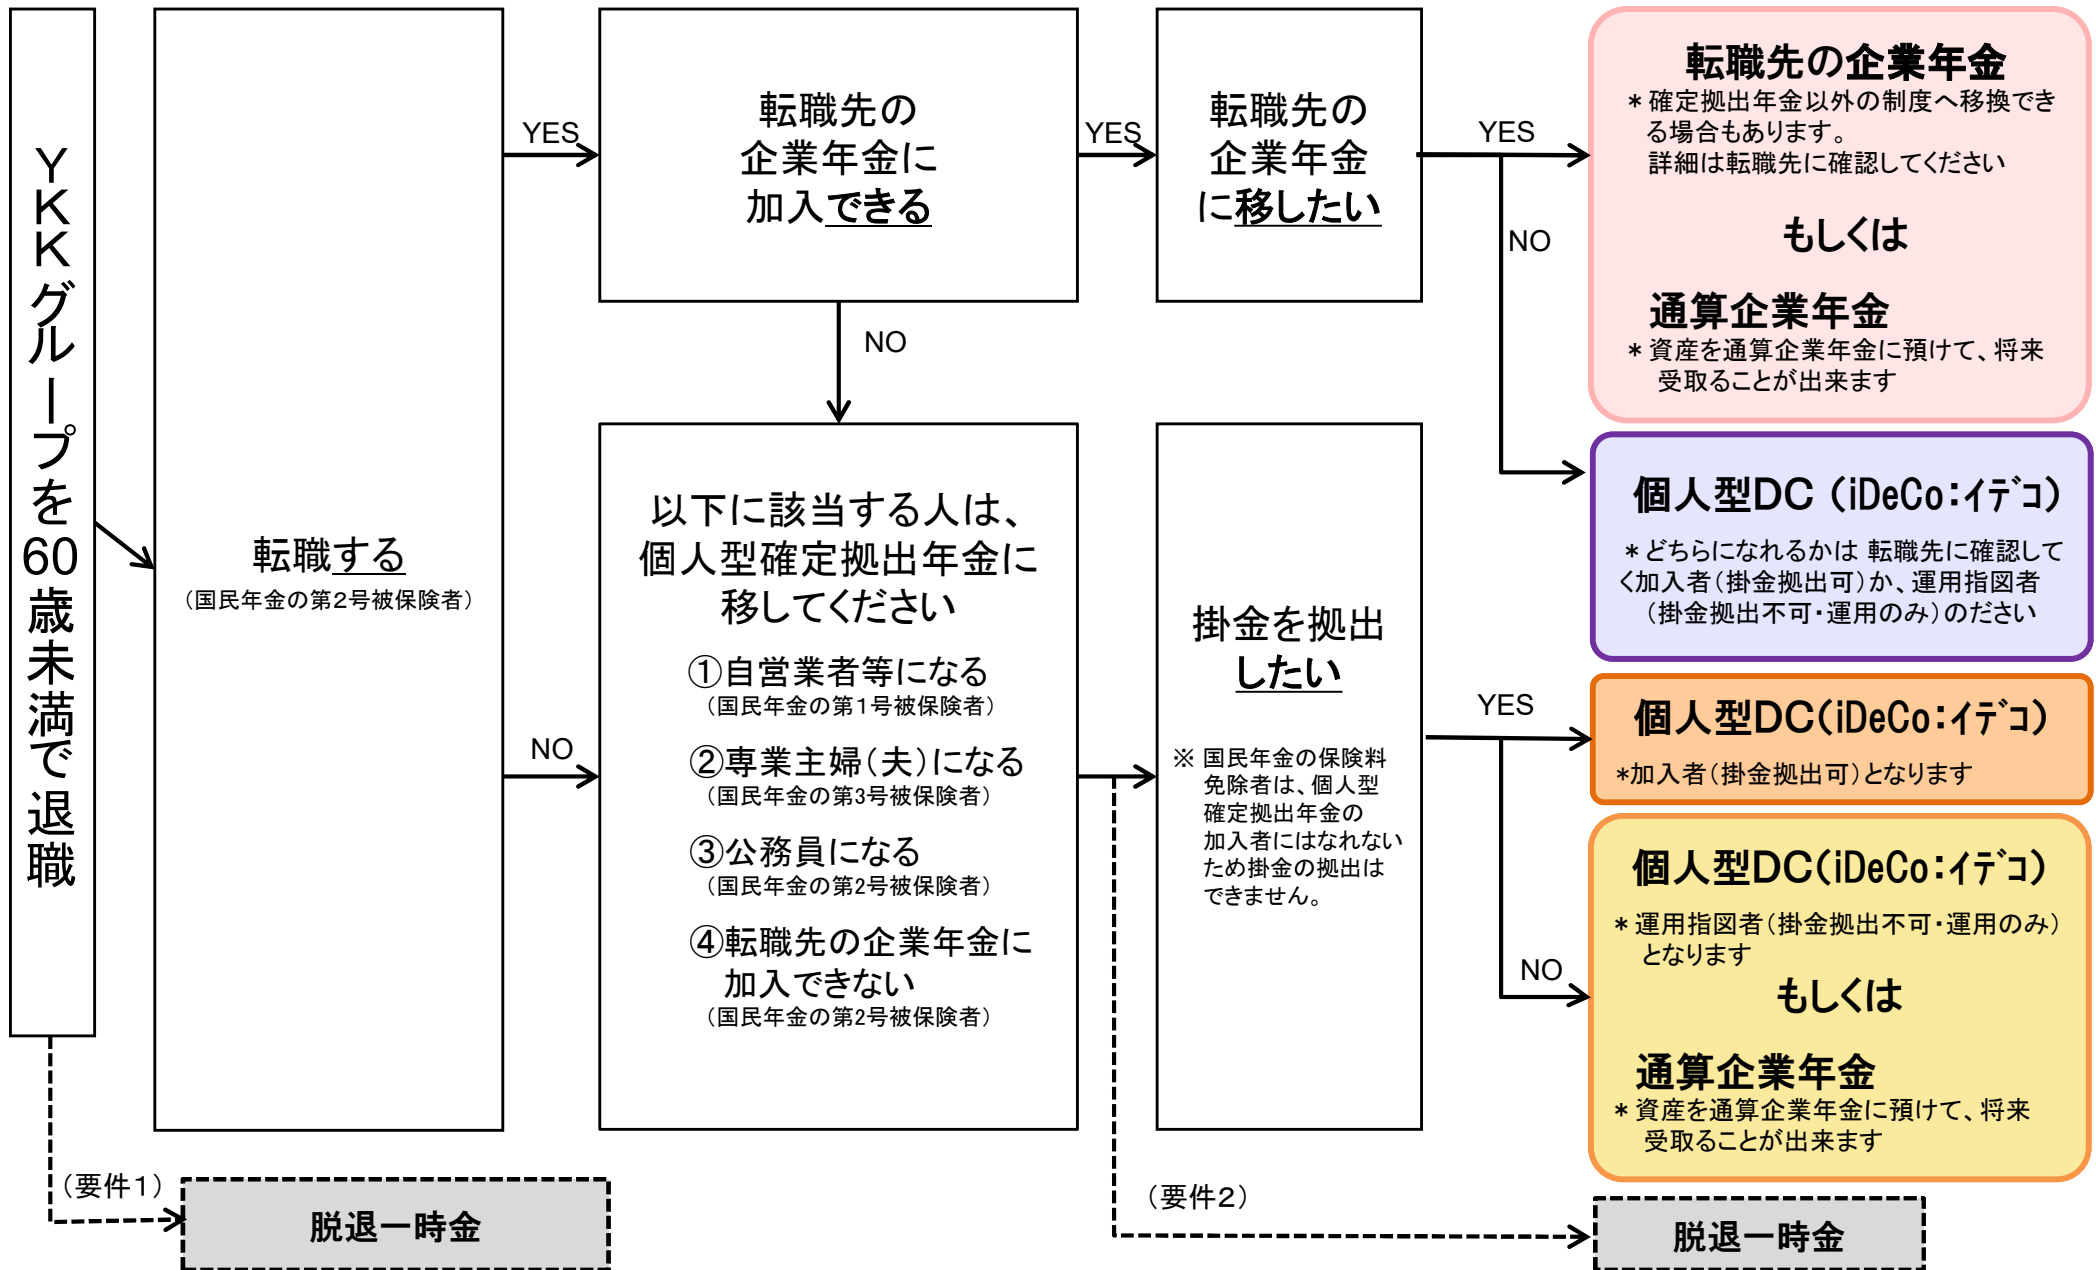 YKKグループを60歳未満で退職
転職する
（国民年金の第2号被保険者）
YES
NO
転職先の
企業年金に
加入できる
YES
NO
転職先の
企業年金
に移したい
YES
NO
以下に該当する人は、
個人型確定拠出年金に
移してください
①自営業者等になる
（国民年金の第1号被保険者）
②専業主婦（夫）になる
（国民年金の第3号被保険者）
③公務員になる
（国民年金の第2号被保険者）
④転職先の企業年金に
加入できない
（国民年金の第2号被保険者）
掛金を拠出
したい
※ 国民年金の保険料
免除者は、個人型
確定拠出年金の
加入者にはなれない
ため掛金の拠出は
できません。
YES
NO
転職先の企業年金
* 確定拠出年金以外の制度へ移換でき
る場合もあります。
詳細は転職先に確認してください
もしくは
通算企業年金
* 資産を通算企業年金に預けて、将来
受取ることが出来ます
個人型DC （iDeCo：イデコ）
* どちらになれるかは 転職先に確認して
く加入者（掛金拠出可）か、運用指図者
（掛金拠出不可・運用のみ）のださい
個人型DC（iDeCo：イデコ）
*加入者（掛金拠出可）となります
個人型DC（iDeCo：イデコ）
* 運用指図者（掛金拠出不可・運用のみ）
となります
もしくは
通算企業年金
* 資産を通算企業年金に預けて、将来
受取ることが出来ます
（要件1）
脱退一時金
（要件2）
脱退一時金